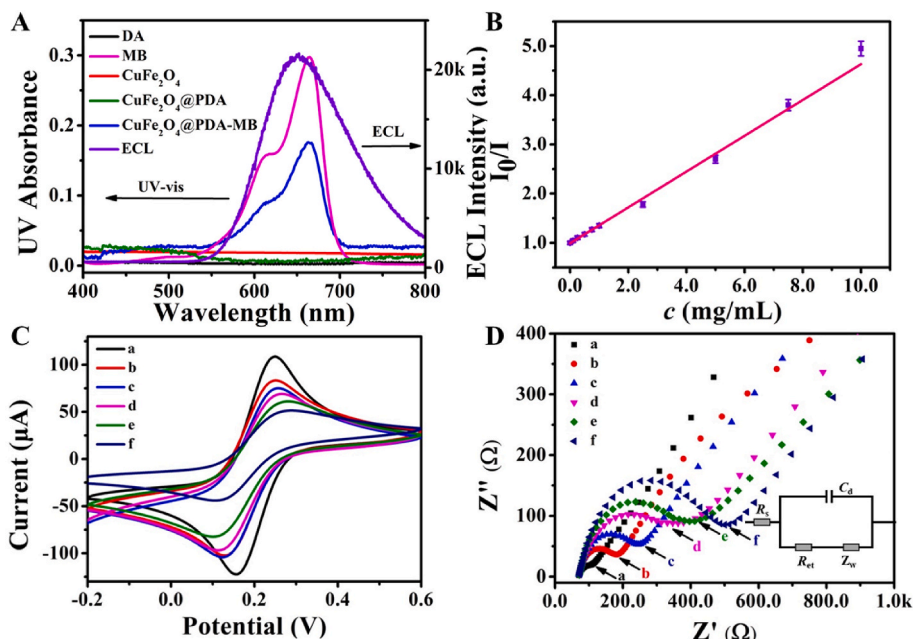 A
DA
MB
CuFe₂O₄
CuFe₂O₄@PDA
CuFe₂O₄@PDA-MB
ECL
ECL
UV-vis
0.3
0.2
0.1
0.0
UV Absorbance
20k
10k
0
ECL Intensity (a.u.)
400 500 600 700 800
Wavelength (nm)
B
5.0
4.0
3.0
2.0
1.0
I₀/I
0.0 2.0 4.0 6.0 8.0 10.0
c (mg/mL)
C
a
b
c
d
e
f
100
50
0
-50
-100
Current (μA)
-0.2 0.0 0.2 0.4 0.6
Potential (V)
D
a
b
c
d
e
f
400
300
200
100
0
Z" (Ω)
a
b
c
d
e
f
Cd
Rs
Ret
Zw
0.0 200.0 400.0 600.0 800.0 1.0k
Z' (Ω)